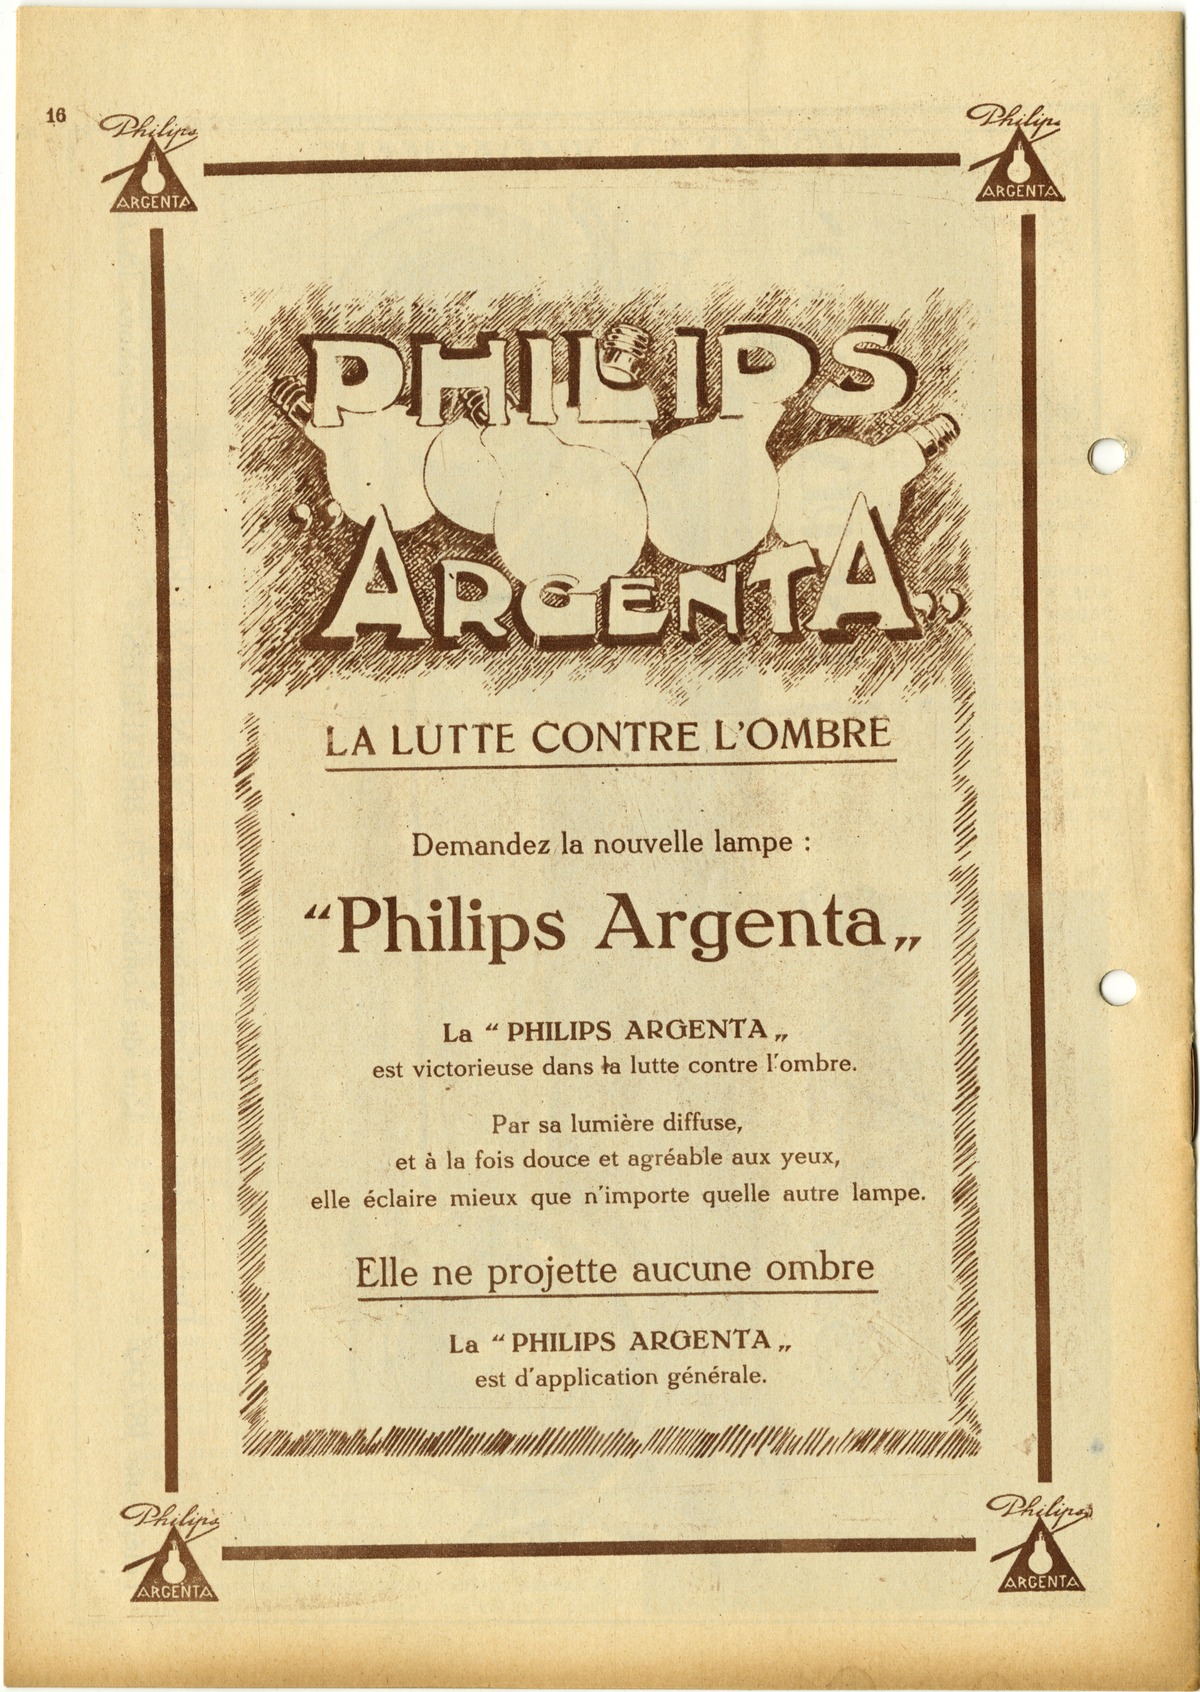 16
Philips
ARGENTA
Philips
ARGENTA
PHILIPS
„ARGENTA„
LA LUTTE CONTRE L'OMBRE
Demandez la nouvelle lampe :
“Philips Argenta„
La “ PHILIPS ARGENTA „
est victorieuse dans la lutte contre l'ombre.
Par sa lumière diffuse,
et à la fois douce et agréable aux yeux,
elle éclaire mieux que n'importe quelle autre lampe.
Elle ne projette aucune ombre
La “ PHILIPS ARGENTA „
est d'application générale.
Philips
ARGENTA
Philips
ARGENTA